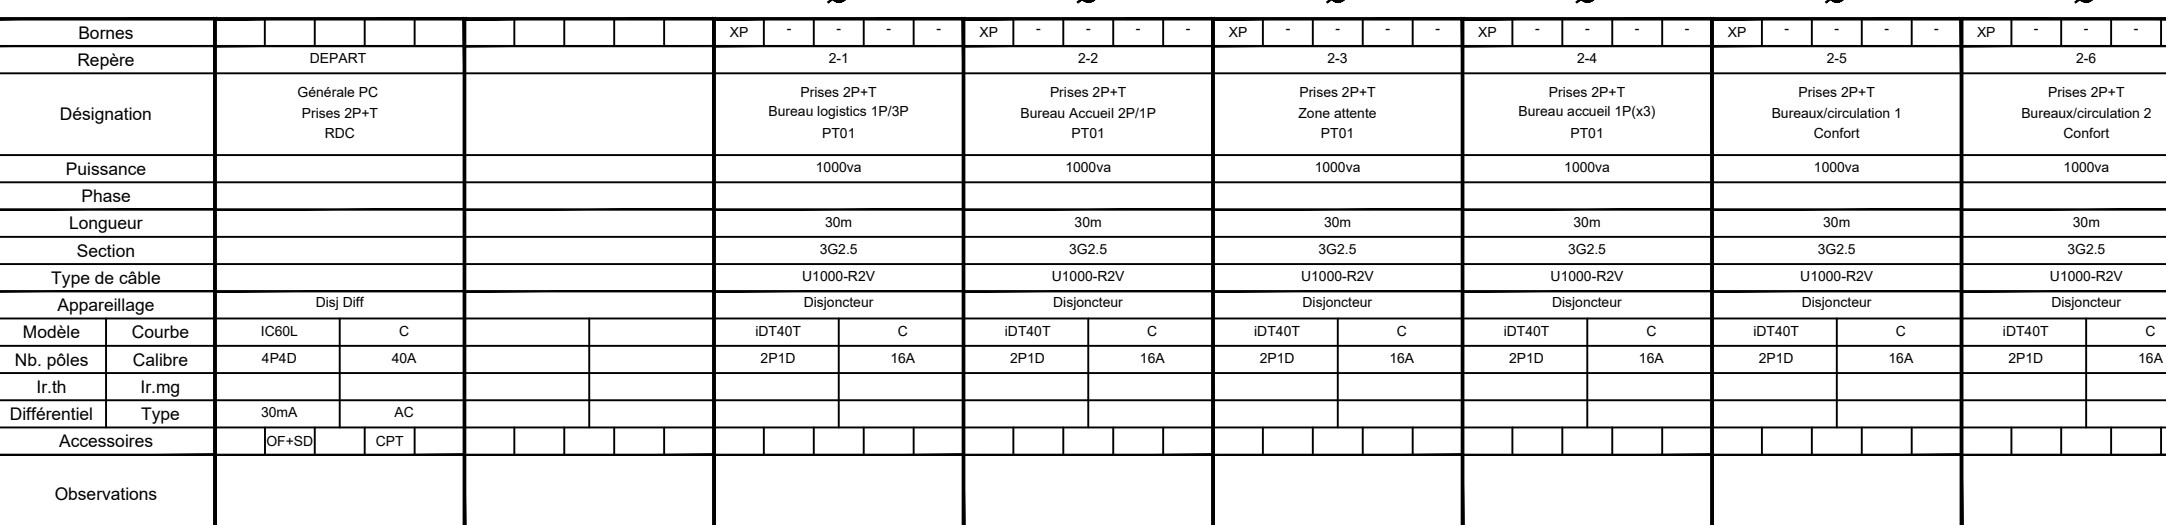 Bornes XP - - - - XP - - - - XP - - - - XP - - - - XP - - - - XP - - -
Repère DEPART 2-1 2-2 2-3 2-4 2-5 2-6
Générale PC Prises 2P+T Prises 2P+T Prises 2P+T Prises 2P+T Prises 2P+T Prises 2P+T
Désignation Prises 2P+T Bureau logistics 1P/3P Bureau Accueil 2P/1P Zone attente Bureau accueil 1P(x3) Bureaux/circulation 1 Bureaux/circulation 2
RDC PT01 PT01 PT01 PT01 Confort Confort
Puissance 1000va 1000va 1000va 1000va 1000va 1000va
Phase
Longueur 30m 30m 30m 30m 30m 30m
Section 3G2.5 3G2.5 3G2.5 3G2.5 3G2.5 3G2.5
Type de câble U1000-R2V U1000-R2V U1000-R2V U1000-R2V U1000-R2V U1000-R2V
Appareillage Disj Diff Disjoncteur Disjoncteur Disjoncteur Disjoncteur Disjoncteur Disjoncteur
Modèle Courbe IC60L C iDT40T C iDT40T C iDT40T C iDT40T C iDT40T C iDT40T C
Nb. pôles Calibre 4P4D 40A 2P1D 16A 2P1D 16A 2P1D 16A 2P1D 16A 2P1D 16A 2P1D 16A
Ir.th Ir.mg
Différentiel Type 30mA AC
Accessoires OF+SD CPT
Observations